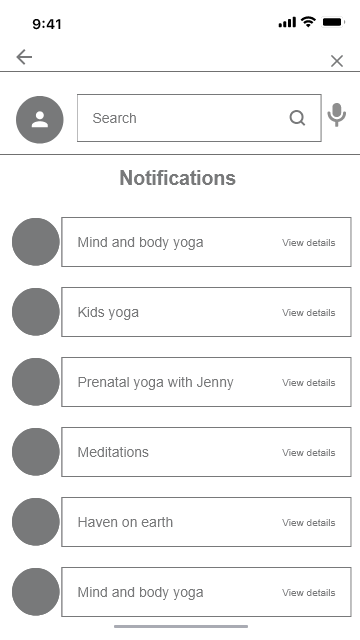 9:41
Search
Notifications
Mind and body yoga View details
Kids yoga View details
Prenatal yoga with Jenny View details
Meditations View details
Haven on earth View details
Mind and body yoga View details